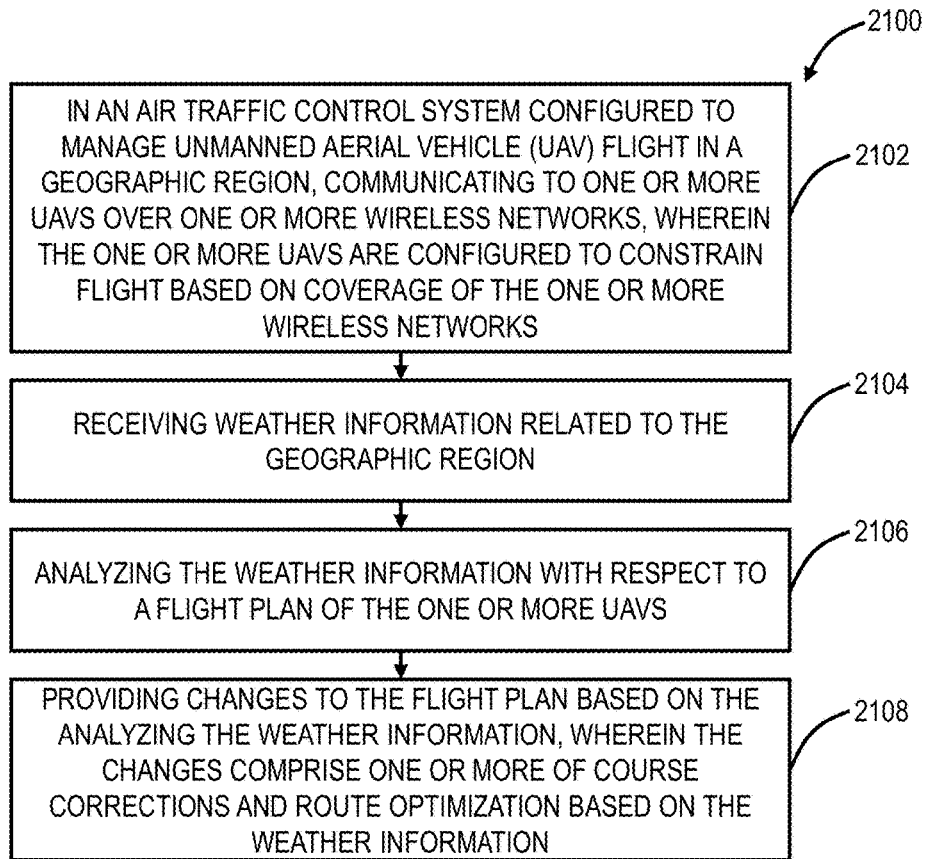 2100
IN AN AIR TRAFFIC CONTROL SYSTEM CONFIGURED TO
MANAGE UNMANNED AERIAL VEHICLE (UAV) FLIGHT IN A
GEOGRAPHIC REGION, COMMUNICATING TO ONE OR MORE
UAVS OVER ONE OR MORE WIRELESS NETWORKS, WHEREIN
THE ONE OR MORE UAVS ARE CONFIGURED TO CONSTRAIN
FLIGHT BASED ON COVERAGE OF THE ONE OR MORE
WIRELESS NETWORKS
2102
RECEIVING WEATHER INFORMATION RELATED TO THE
GEOGRAPHIC REGION
2104
ANALYZING THE WEATHER INFORMATION WITH RESPECT TO
A FLIGHT PLAN OF THE ONE OR MORE UAVS
2106
PROVIDING CHANGES TO THE FLIGHT PLAN BASED ON THE
ANALYZING THE WEATHER INFORMATION, WHEREIN THE
CHANGES COMPRISE ONE OR MORE OF COURSE
CORRECTIONS AND ROUTE OPTIMIZATION BASED ON THE
WEATHER INFORMATION
2108